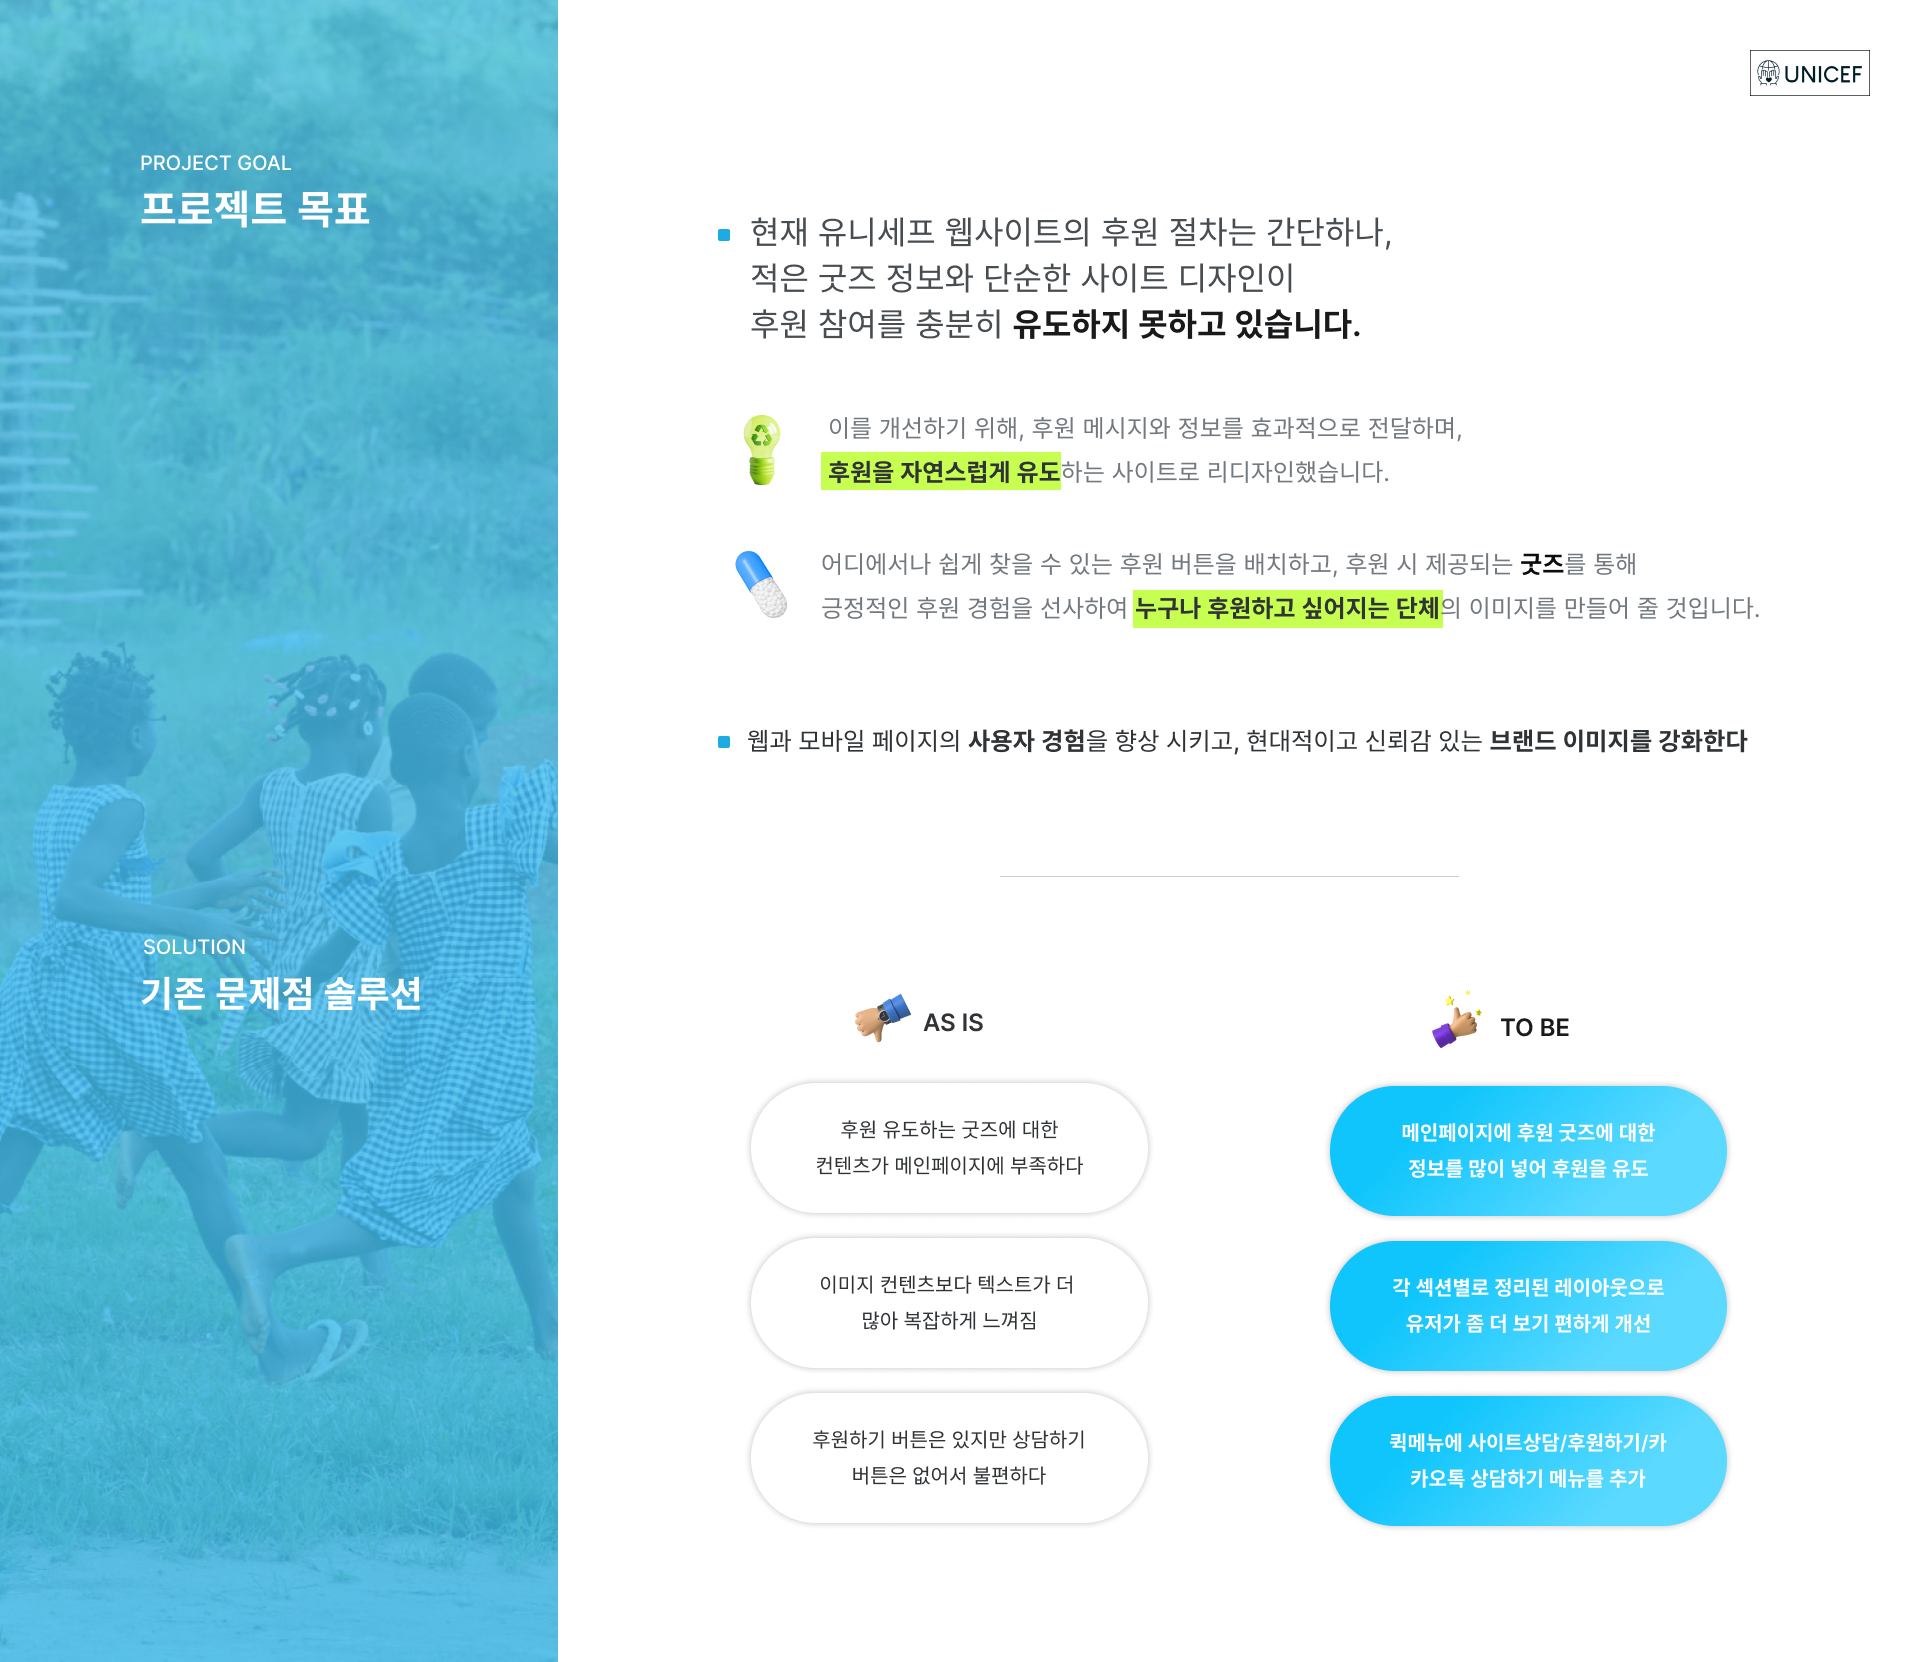 UNICEF
PROJECT GOAL
프로젝트 목표
현재 유니세프 웹사이트의 후원 절차는 간단하나,
적은 굿즈 정보와 단순한 사이트 디자인이
후원 참여를 충분히 유도하지 못하고 있습니다.
이를 개선하기 위해, 후원 메시지와 정보를 효과적으로 전달하며,
후원을 자연스럽게 유도하는 사이트로 리디자인했습니다.
어디에서나 쉽게 찾을 수 있는 후원 버튼을 배치하고, 후원 시 제공되는 굿즈를 통해
긍정적인 후원 경험을 선사하여 누구나 후원하고 싶어지는 단체의 이미지를 만들어 줄 것입니다.
웹과 모바일 페이지의 사용자 경험을 향상 시키고, 현대적이고 신뢰감 있는 브랜드 이미지를 강화한다
SOLUTION
기존 문제점 솔루션
AS IS
후원 유도하는 굿즈에 대한
컨텐츠가 메인페이지에 부족하다
이미지 컨텐츠보다 텍스트가 더
많아 복잡하게 느껴짐
후원하기 버튼은 있지만 상담하기
버튼은 없어서 불편하다
TO BE
메인페이지에 후원 굿즈에 대한
정보를 많이 넣어 후원을 유도
각 섹션별로 정리된 레이아웃으로
유저가 좀 더 보기 편하게 개선
퀵메뉴에 사이트상담/후원하기/카
카오톡 상담하기 메뉴를 추가